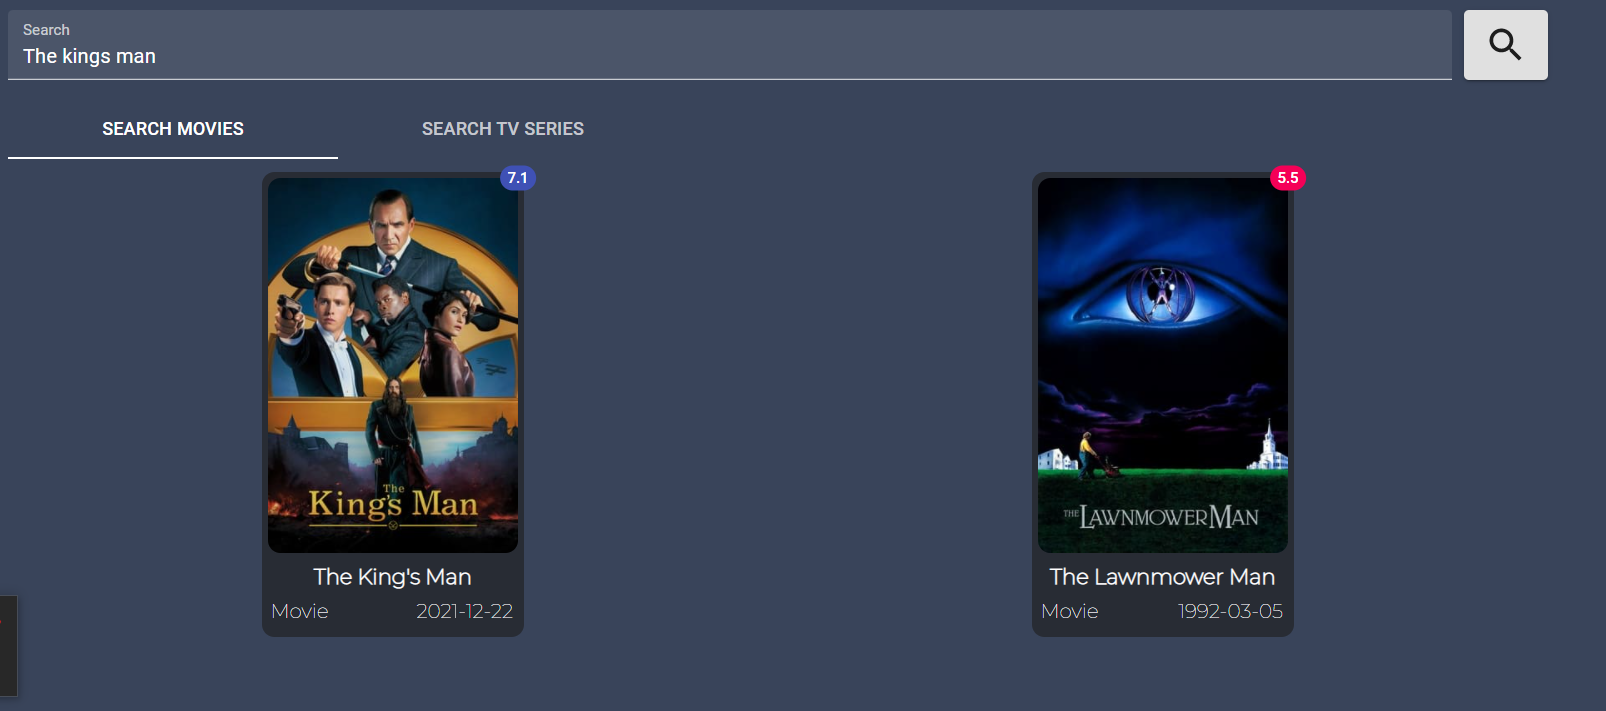 Search
The kings man
SEARCH MOVIES
SEARCH TV SERIES
7.1
5.5
The
King's Man
THE LAWNMOWER MAN
The King's Man
Movie
2021-12-22
The Lawnmower Man
Movie
1992-03-05